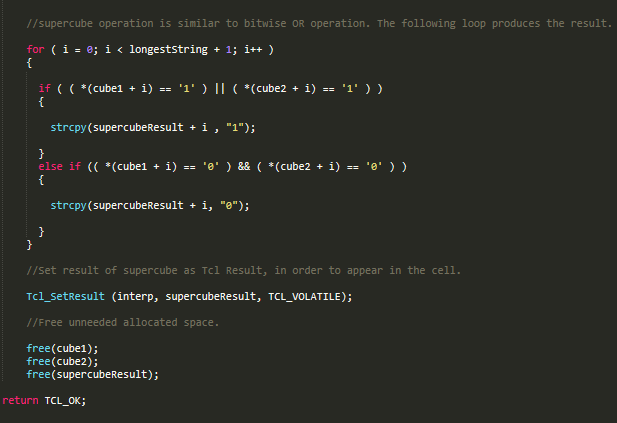 //supercube operation is similar to bitwise OR operation. The following loop produces the result.
for ( i = 0; i < longestString + 1; i++ )
{
if ( ( *(cube1 + i) == '1' ) || ( *(cube2 + i) == '1' ) )
{
strcpy(supercubeResult + i , "1");
}
else if (( *(cube1 + i) == '0' ) && ( *(cube2 + i) == '0' ) )
{
strcpy(supercubeResult + i, "0");
}
}
//Set result of supercube as Tcl Result, in order to appear in the cell.
Tcl_SetResult (interp, supercubeResult, TCL_VOLATILE);
//Free unneeded allocated space.
free(cube1);
free(cube2);
free(supercubeResult);
return TCL_OK;